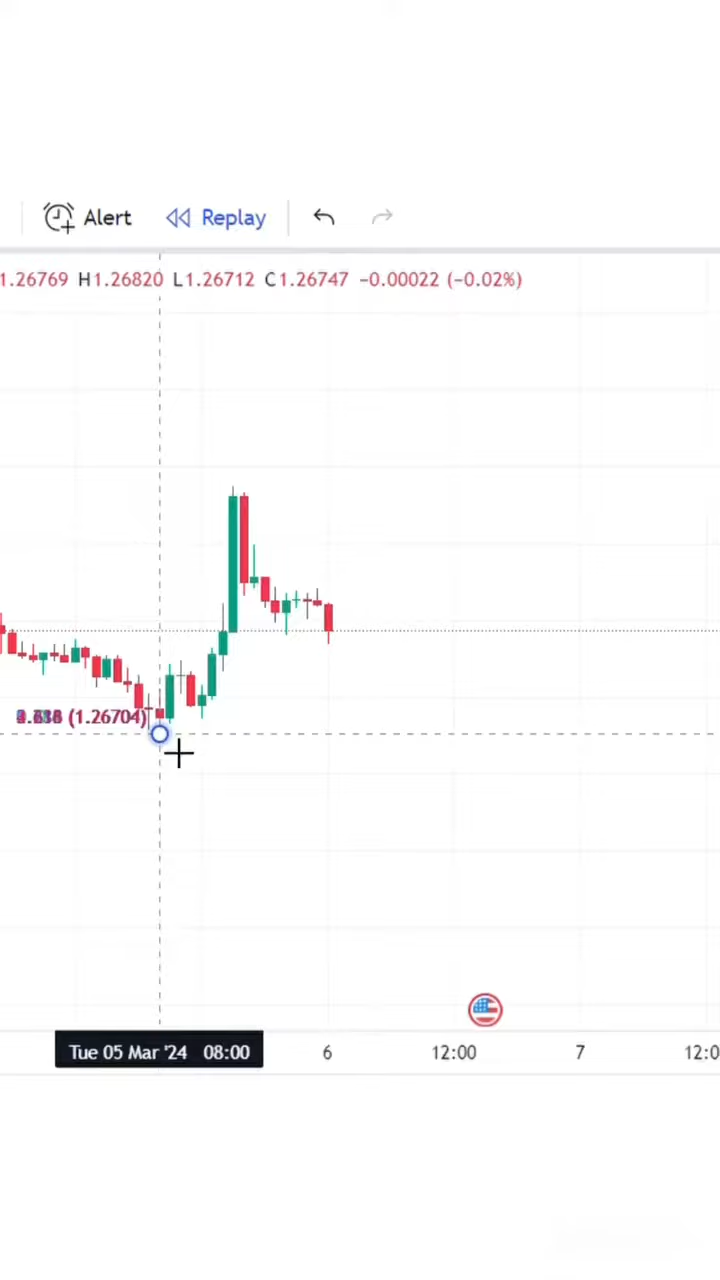 Alert Replay
1.26769 H1.26820 L1.26712 C1.26747 −0.00022 (−0.02%)
(1.26704)
Tue 05 Mar '24 08:00 6 12:00 7 12:0